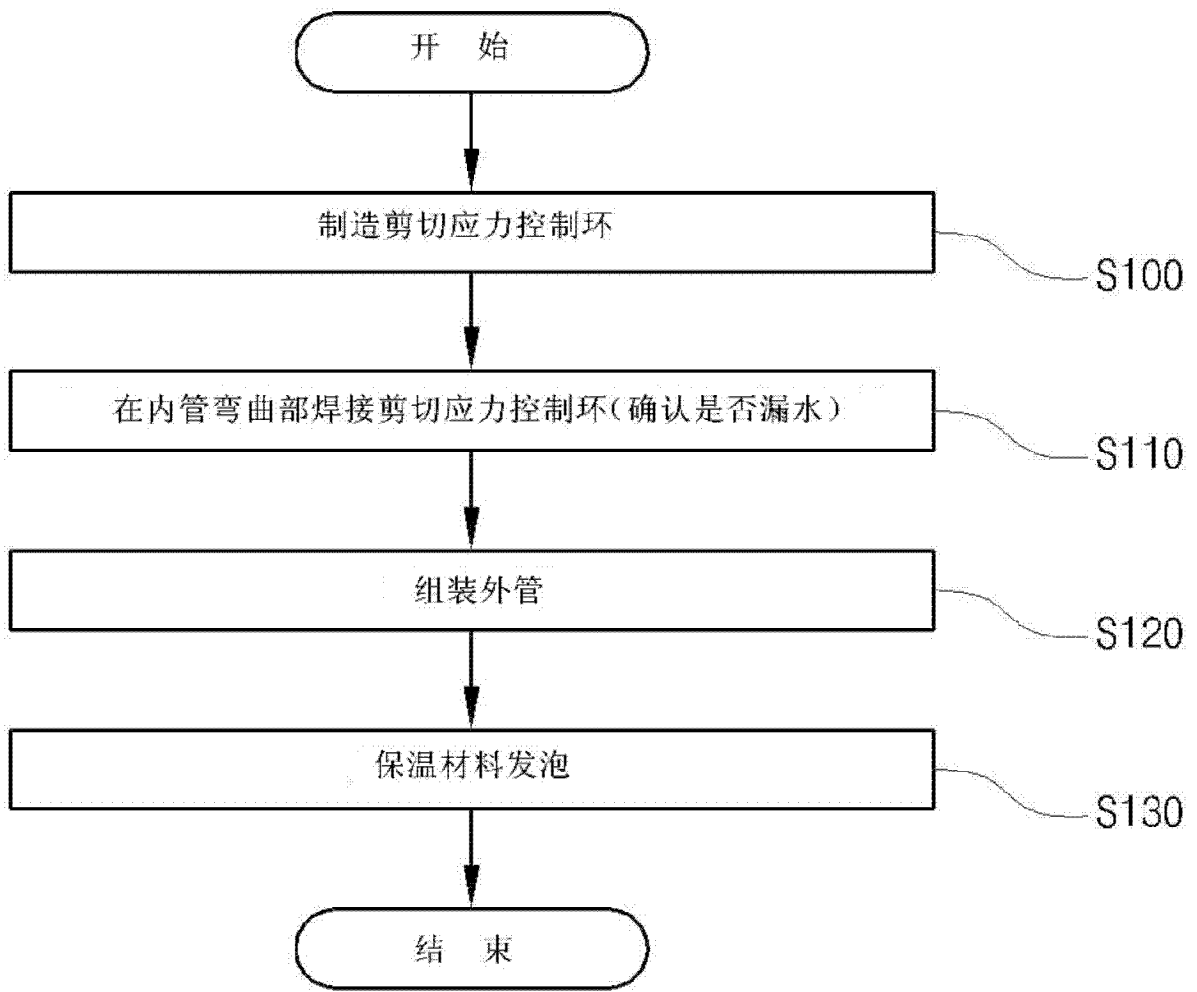 开 始
制造剪切应力控制环
S100
在内管弯曲部焊接剪切应力控制环(确认是否漏水)
S110
组装外管
S120
保温材料发泡
S130
结 束